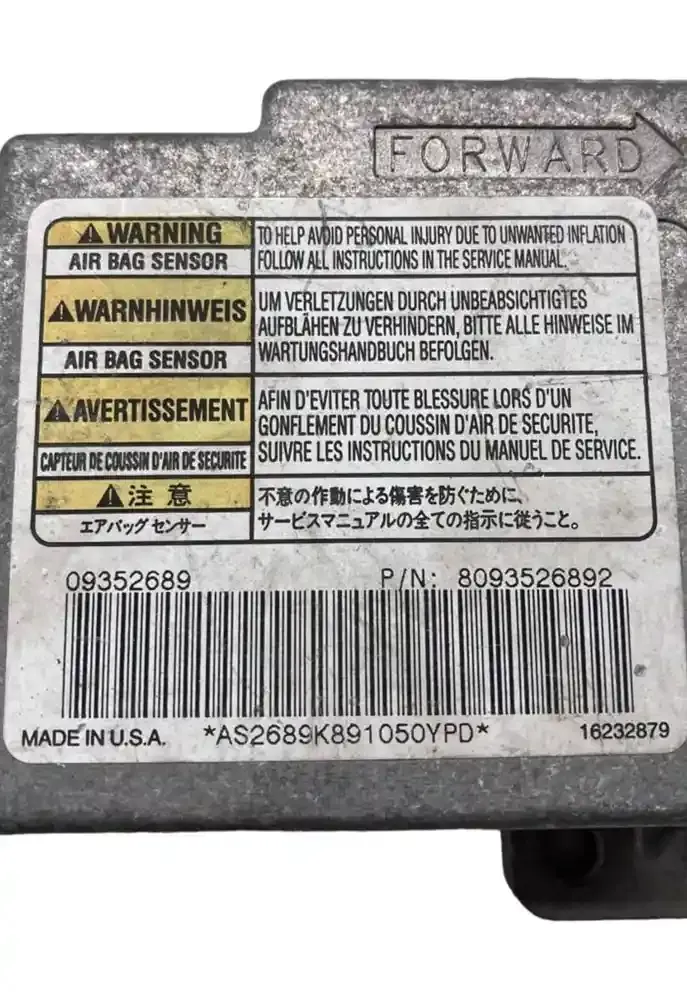 FORWARD
WARNING
AIR BAG SENSOR
TO HELP AVOID PERSONAL INJURY DUE TO UNWANTED INFLATION
FOLLOW ALL INSTRUCTIONS IN THE SERVICE MANUAL.
WARNHINWEIS
AIR BAG SENSOR
UM VERLETZUNGEN DURCH UNBEABSICHTIGTES
AUFBLÄHEN ZU VERHINDERN, BITTE ALLE HINWEISE IM
WARTUNGSHANDBUCH BEFOLGEN.
AVERTISSEMENT
CAPTEUR DE COUSSIN D'AIR DE SECURITE
AFIN D'EVITER TOUTE BLESSURE LORS D'UN
GONFLEMENT DU COUSSIN D'AIR DE SECURITE,
SUIVRE LES INSTRUCTIONS DU MANUEL DE SERVICE.
注 意
エアバッグ センサー
不意の作動による傷害を防ぐために、
サービスマニュアルの全ての指示に従うこと。
09352689 P/N: 8093526892
MADE IN U.S.A. *AS2689K891050YPD* 16232879